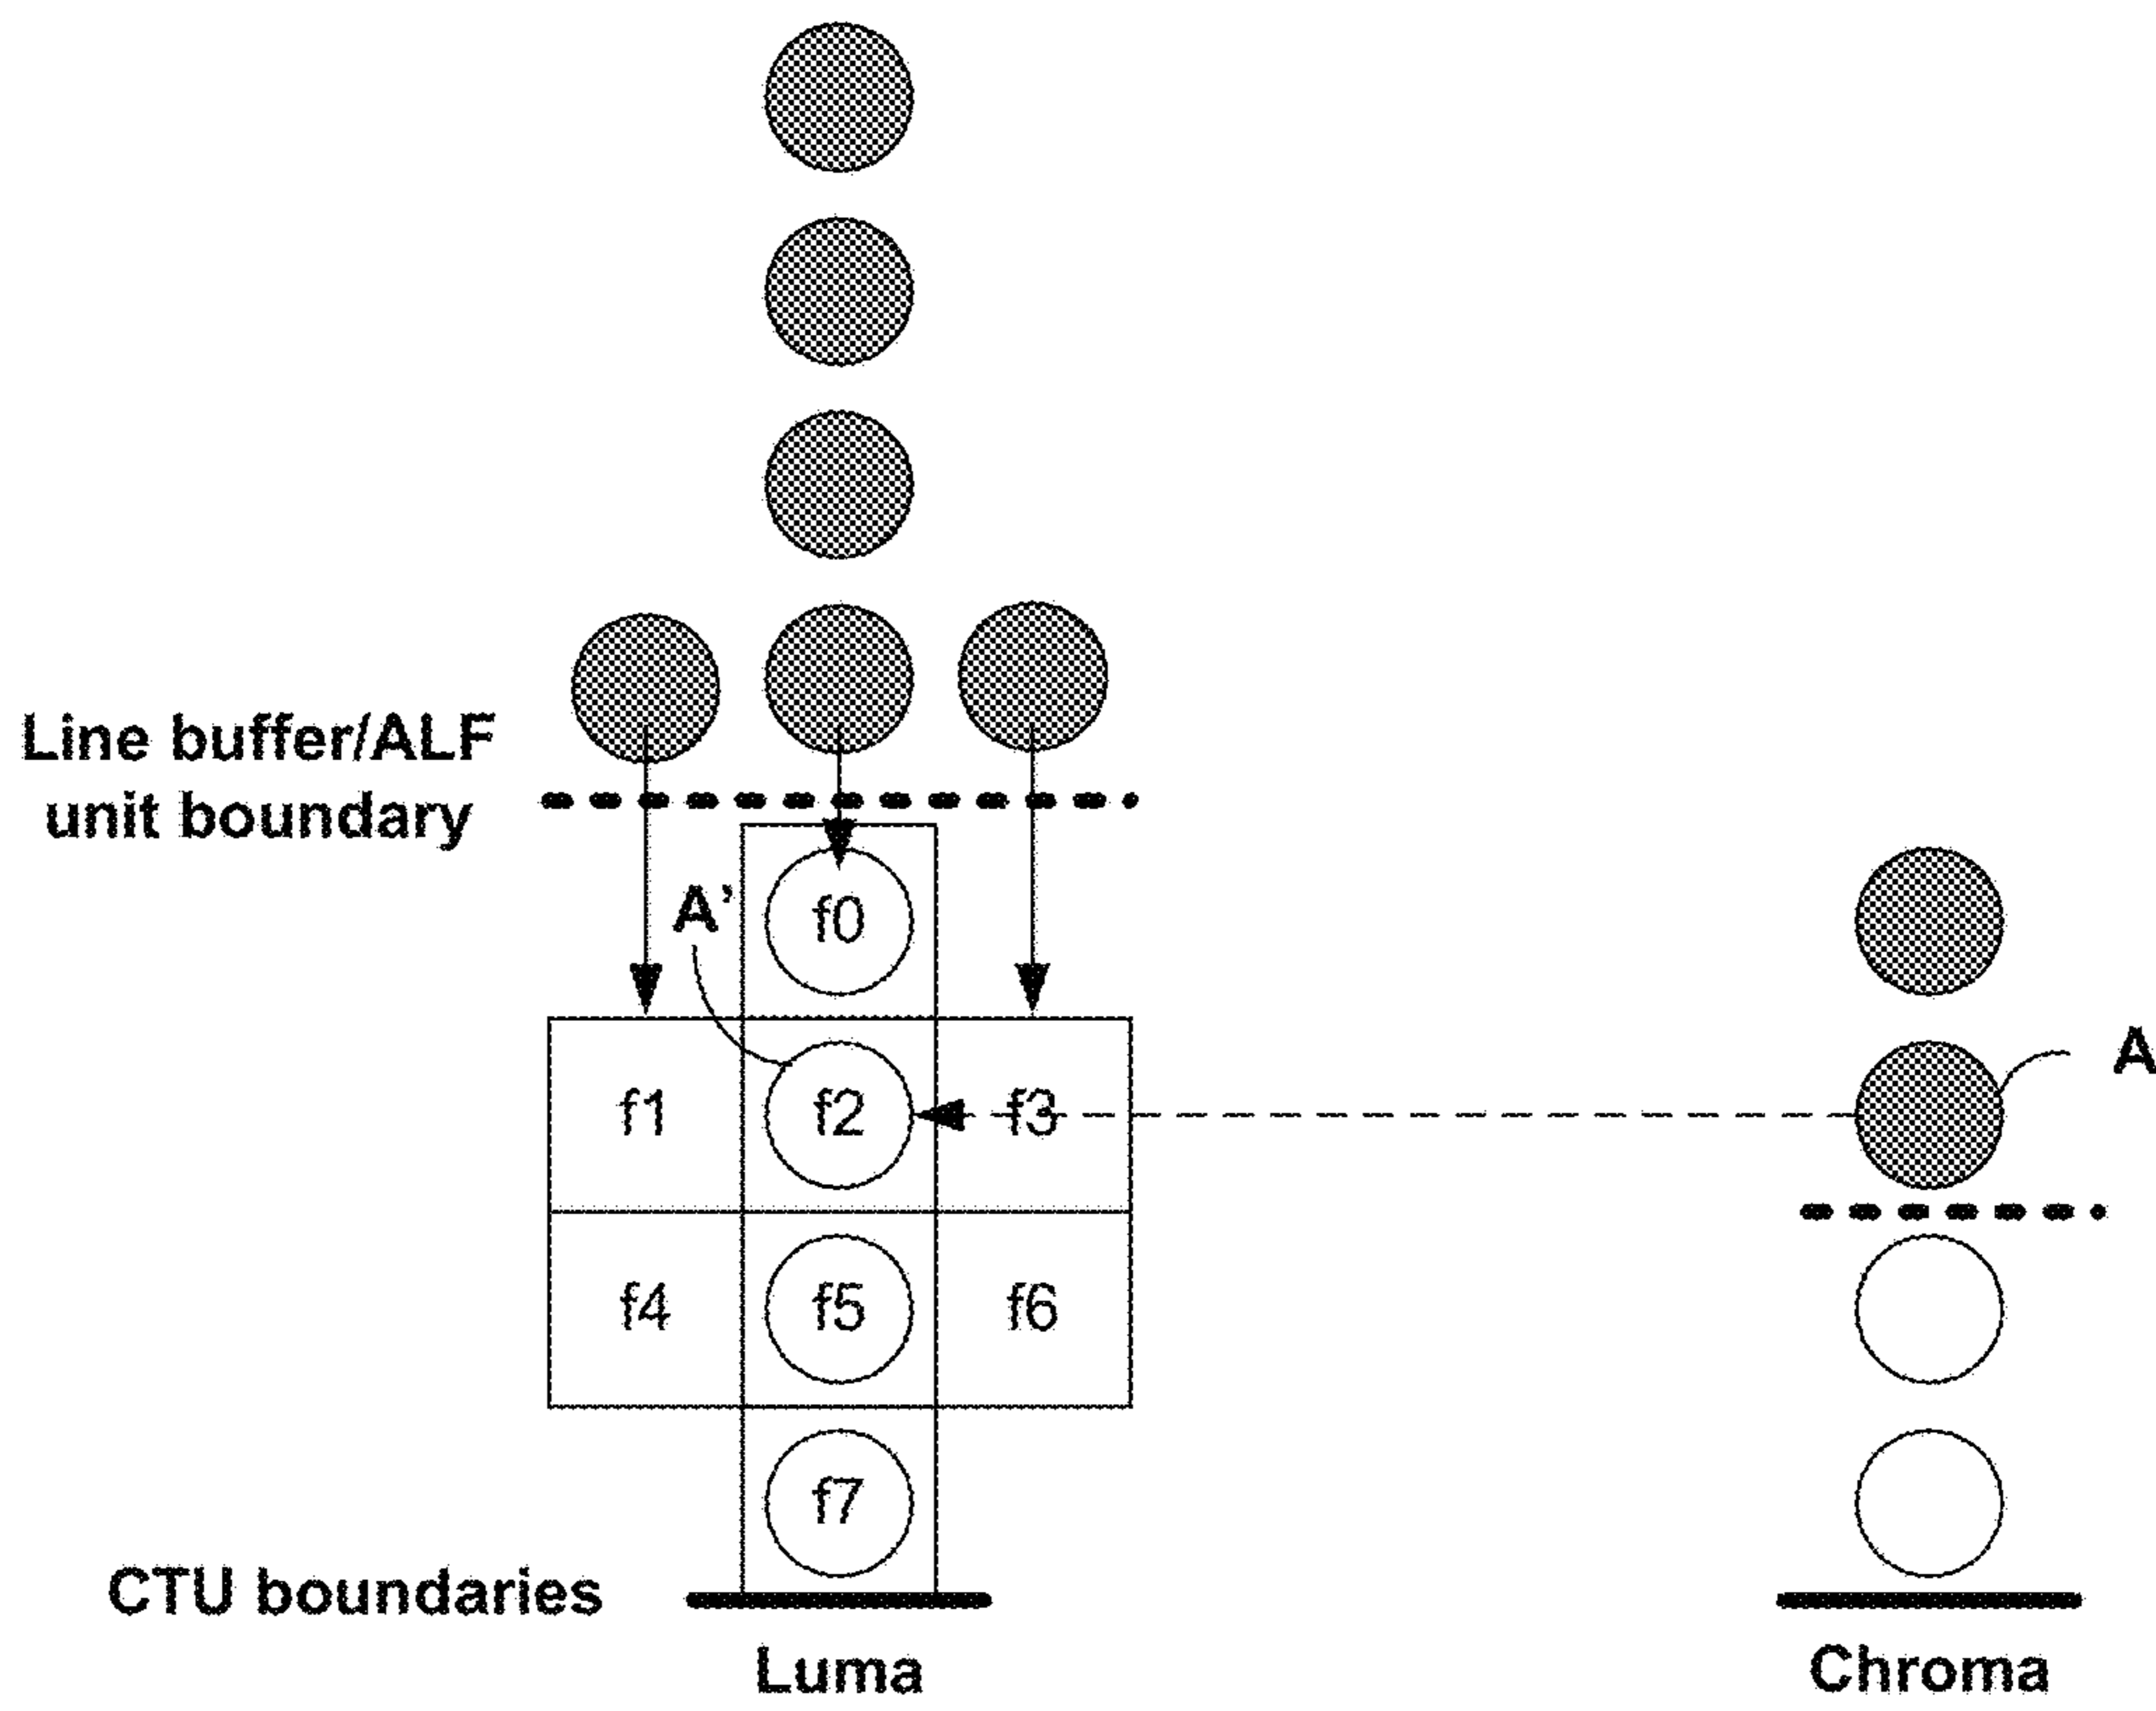 Line buffer/ALF
unit boundary
A’
f0
f1 f2 f3
A
f4 f5 f6
f7
CTU boundaries
Luma
Chroma